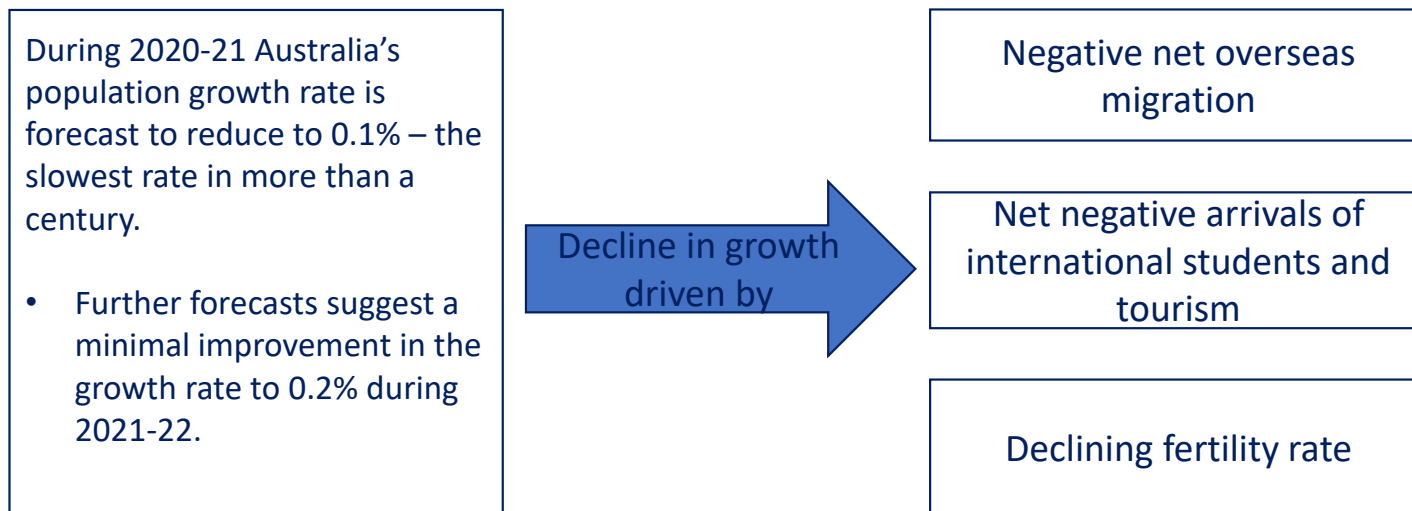 During 2020-21 Australia’s
population growth rate is
forecast to reduce to 0.1% – the
slowest rate in more than a
century.
• Further forecasts suggest a
minimal improvement in the
growth rate to 0.2% during
2021-22.
Decline in growth
driven by
Negative net overseas
migration
Net negative arrivals of
international students and
tourism
Declining fertility rate